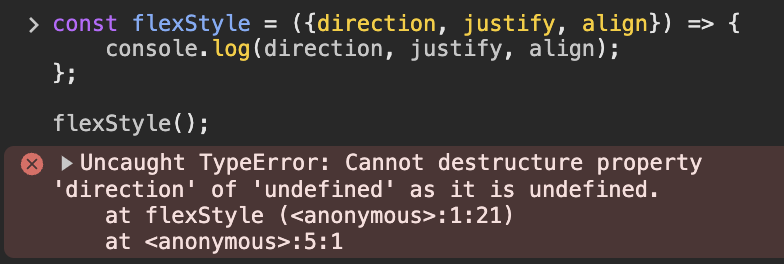 const flexStyle = ({direction, justify, align}) => {
    console.log(direction, justify, align);
};
flexStyle();
Uncaught TypeError: Cannot destructure property
'direction' of 'undefined' as it is undefined.
    at flexStyle (<anonymous>:1:21)
    at <anonymous>:5:1